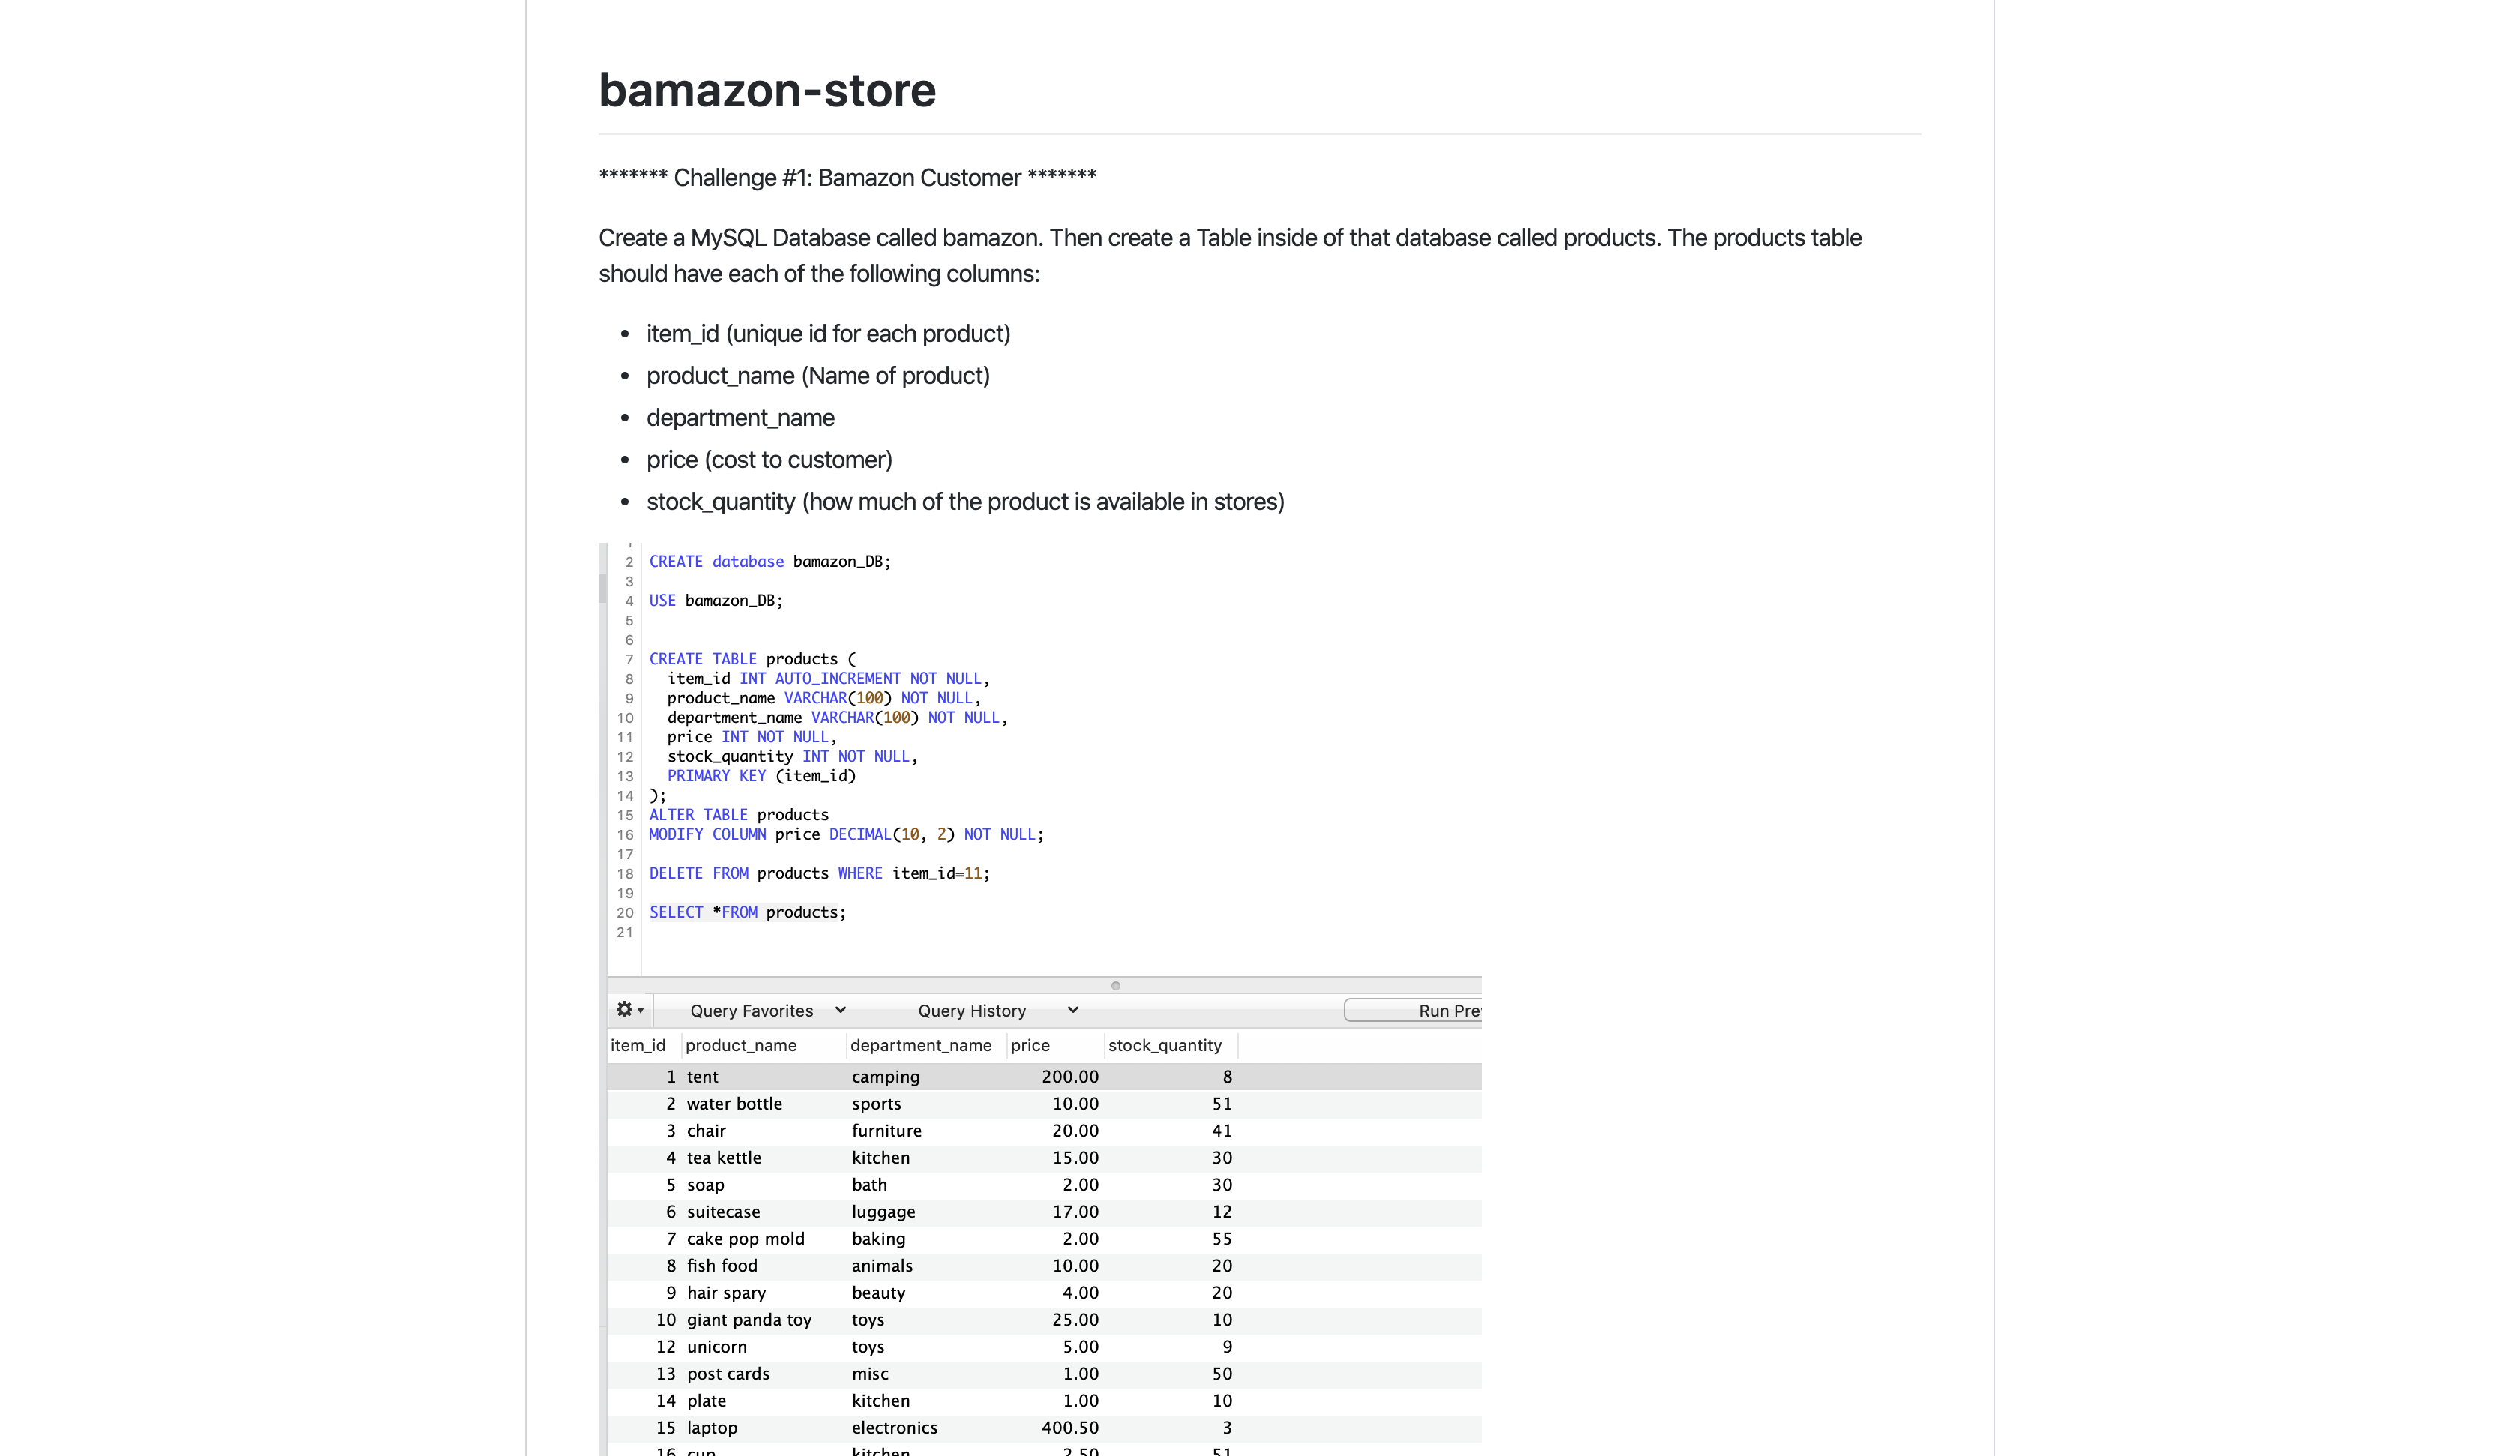 bamazon-store
******* Challenge #1: Bamazon Customer *******
Create a MySQL Database called bamazon. Then create a Table inside of that database called products. The products table
should have each of the following columns:
• item_id (unique id for each product)
• product_name (Name of product)
• department_name
• price (cost to customer)
• stock_quantity (how much of the product is available in stores)
1
2 CREATE database bamazon_DB;
3
4 USE bamazon_DB;
5
6
7 CREATE TABLE products (
8 item_id INT AUTO_INCREMENT NOT NULL,
9 product_name VARCHAR(100) NOT NULL,
10 department_name VARCHAR(100) NOT NULL,
11 price INT NOT NULL,
12 stock_quantity INT NOT NULL,
13 PRIMARY KEY (item_id)
14 );
15 ALTER TABLE products
16 MODIFY COLUMN price DECIMAL(10, 2) NOT NULL;
17
18 DELETE FROM products WHERE item_id=11;
19
20 SELECT *FROM products;
21
Query Favorites Query History Run Pre
item_id product_name department_name price stock_quantity
1 tent camping 200.00 8
2 water bottle sports 10.00 51
3 chair furniture 20.00 41
4 tea kettle kitchen 15.00 30
5 soap bath 2.00 30
6 suitecase luggage 17.00 12
7 cake pop mold baking 2.00 55
8 fish food animals 10.00 20
9 hair spary beauty 4.00 20
10 giant panda toy toys 25.00 10
12 unicorn toys 5.00 9
13 post cards misc 1.00 50
14 plate kitchen 1.00 10
15 laptop electronics 400.50 3
16 cup kitchen 2.50 51